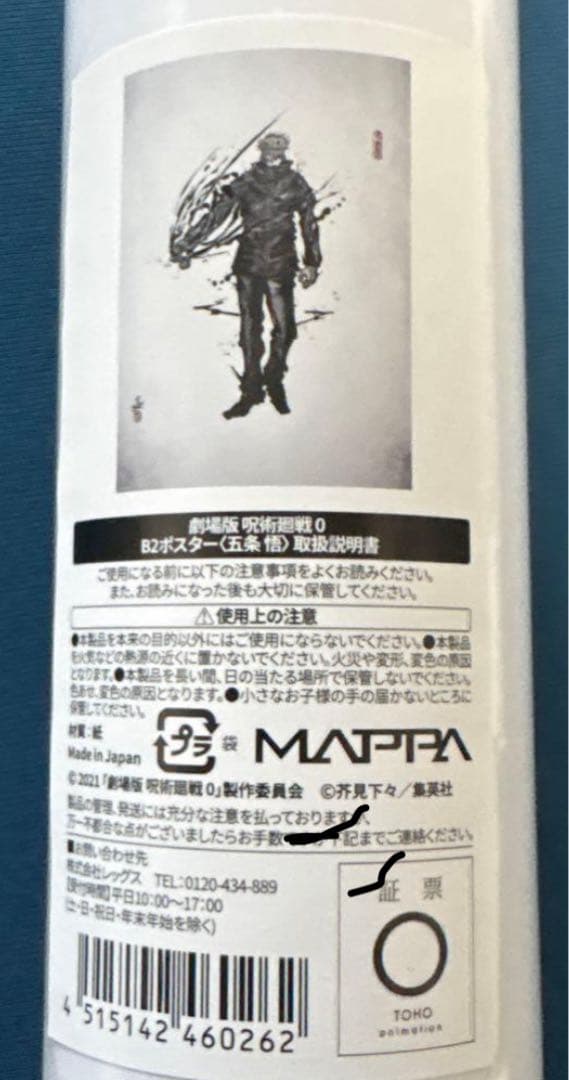 劇場版 呪術廻戦 0
B2ポスター〈五条 悟〉取扱説明書
ご使用になる前に以下の注意事項をよくお読みください。
また、お読みになった後も大切に保管してください。
⚠使用上の注意
●本製品を本来の目的以外にはご使用にならないでください。●本製品
を火気などの熱源の近くに置かないでください。火災や変形、変色の原因
となります。●本製品を長い間、日の当たる場所で保管しないでください。
色あせ、変色の原因となります。●小さなお子様の手の届かないところに
保管してください。
材質：紙
Made in Japan
プラ
袋
MAPPA
© 2021 「劇場版 呪術廻戦 0」製作委員会 ©芥見下々／集英社
製品の管理、発送には充分な注意を払っております
万一不都合な点がございましたらお手数 下記までご連絡ください。
■お問い合わせ先
株式会社レッグス TEL：0120-434-889
【受付時間】平日10:00～17:00
(土・日・祝日・年末年始を除く)
4 515142 460262
証 票
TOHO
animation